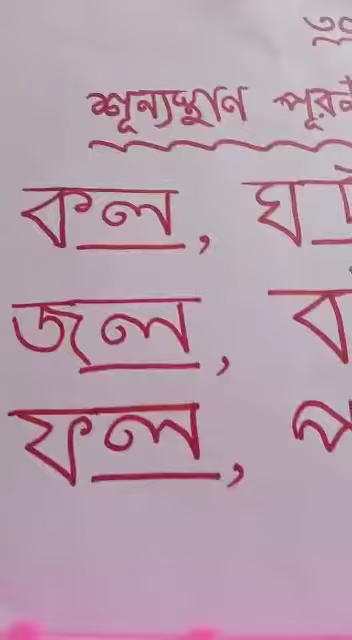 শূন্যস্থান পূরণ
কল, ঘ
জল, ব
ফল, প